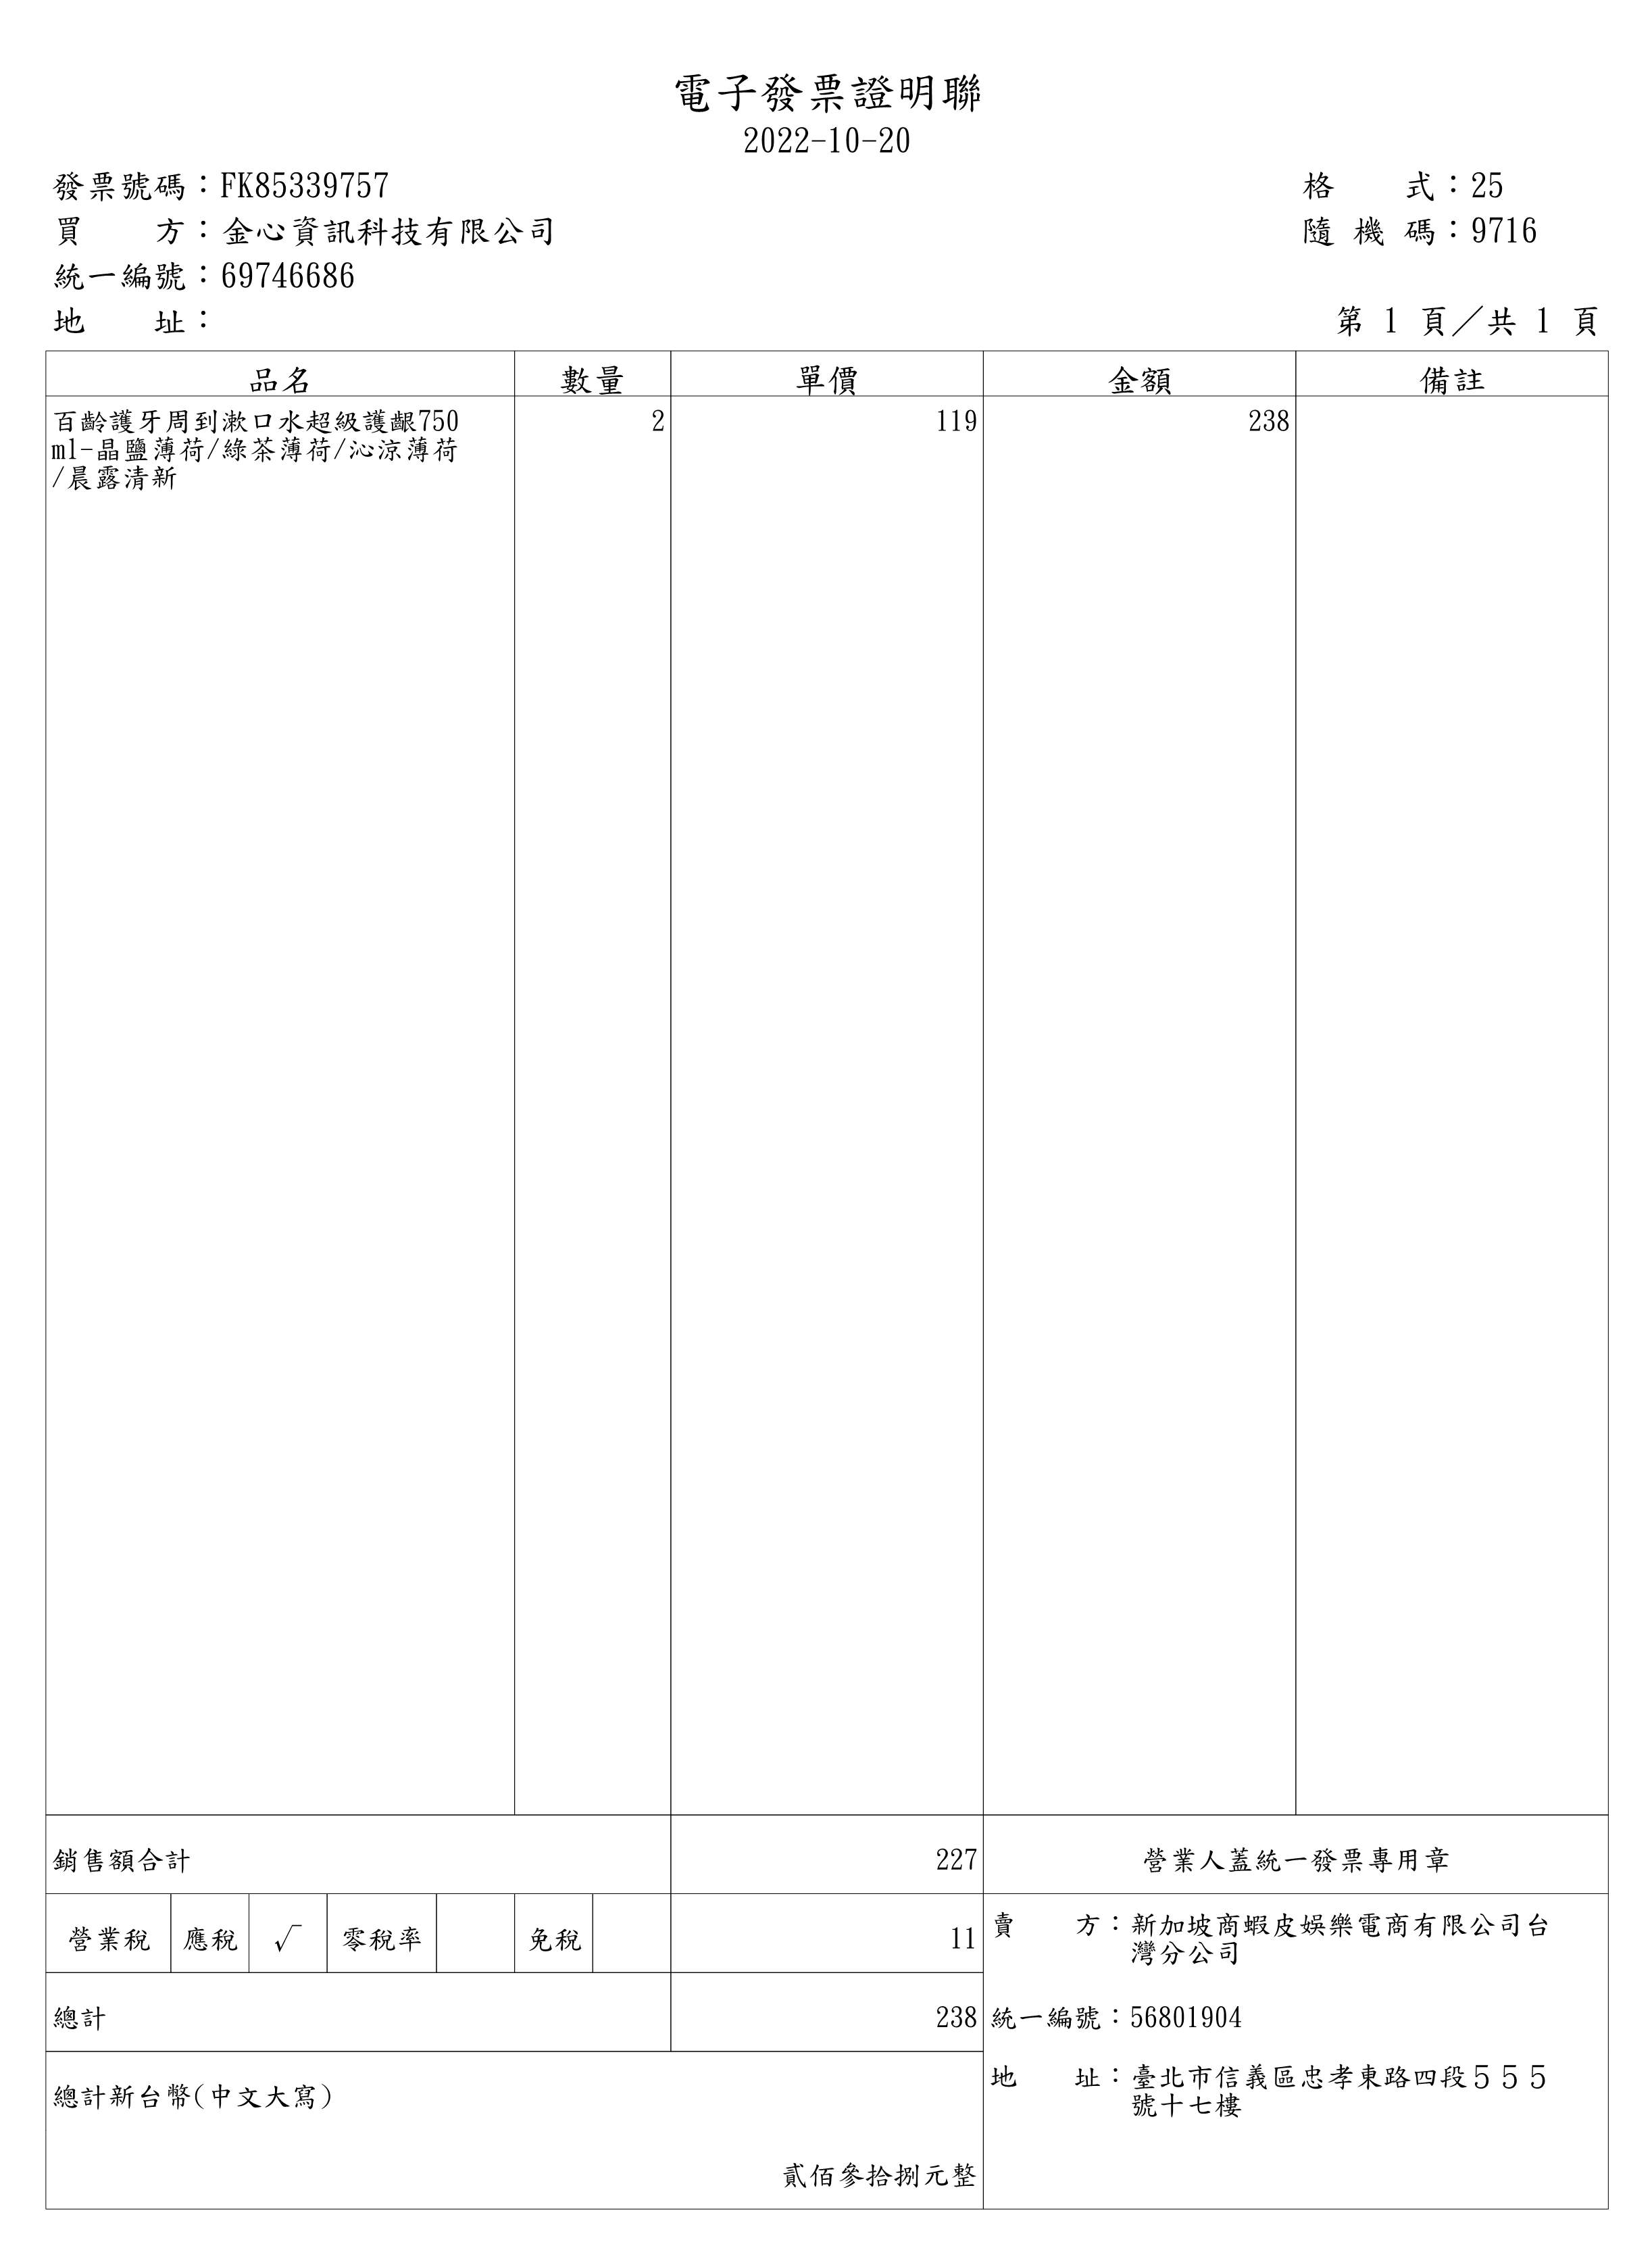 電子發票證明聯
2022-10-20
發票號碼：FK85339757 格　　式：25
買　　方：金心資訊科技有限公司 隨 機 碼：9716
統一編號：69746686
地　　址： 第 1 頁／共 1 頁
品名 數量 單價 金額 備註
百齡護牙周到漱口水超級護齦750 2 119 238
ml-晶鹽薄荷/綠茶薄荷/沁涼薄荷
/晨露清新
銷售額合計 227 營業人蓋統一發票專用章
營業稅 應稅 √ 零稅率 免稅 11 賣　　方：新加坡商蝦皮娛樂電商有限公司台
灣分公司
總計 238 統一編號：56801904
總計新台幣(中文大寫) 地　　址：臺北市信義區忠孝東路四段５５５
號十七樓
貳佰參拾捌元整